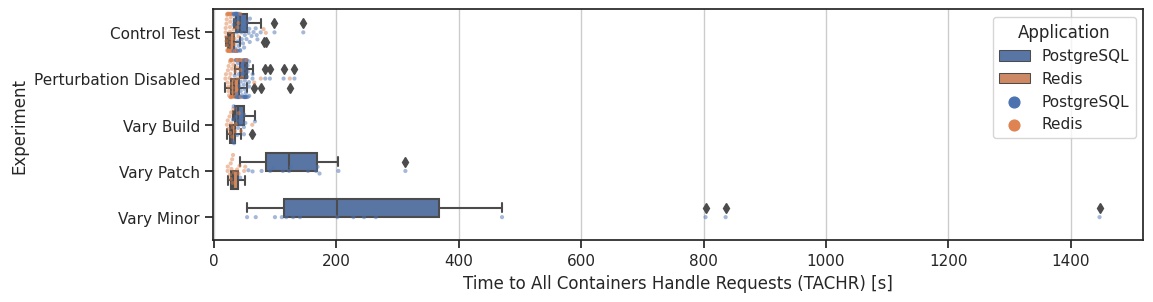 Experiment
Control Test
Perturbation Disabled
Vary Build
Vary Patch
Vary Minor
0 200 400 600 800 1000 1200 1400
Time to All Containers Handle Requests (TACHR) [s]
Application
PostgreSQL
Redis
PostgreSQL
Redis